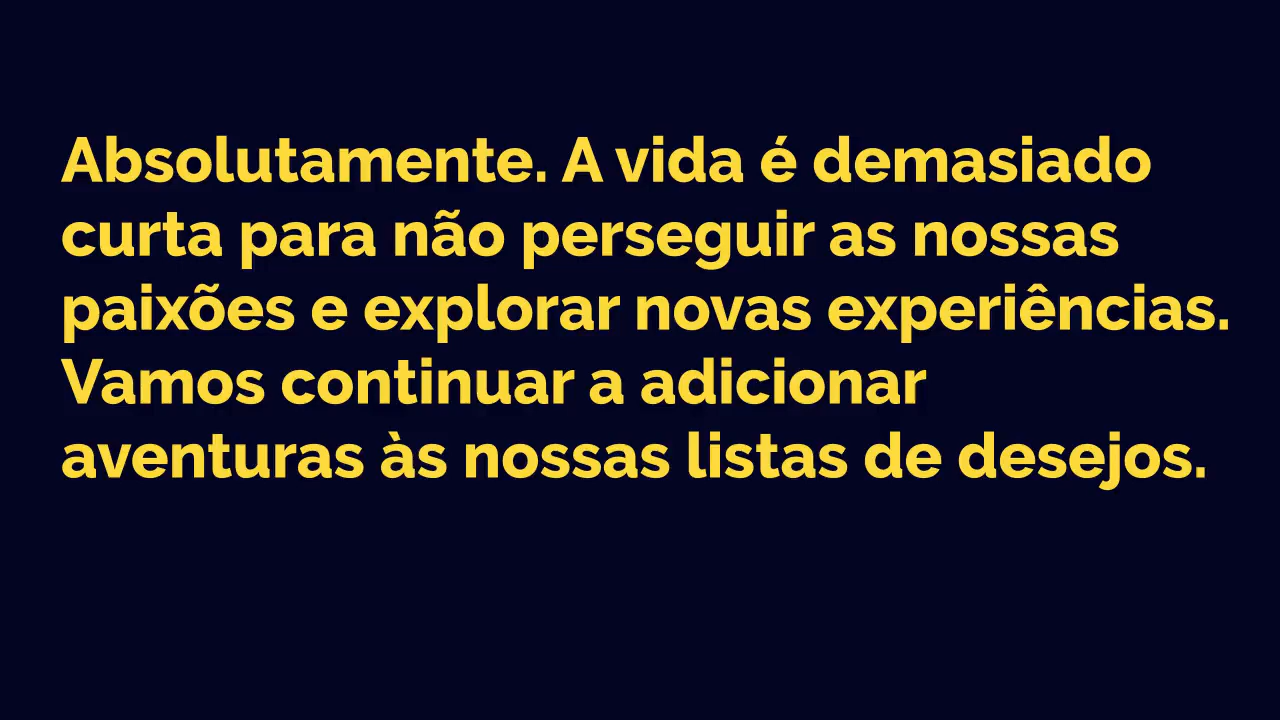 Absolutamente. A vida é demasiado
curta para não perseguir as nossas
paixões e explorar novas experiências.
Vamos continuar a adicionar
aventuras às nossas listas de desejos.